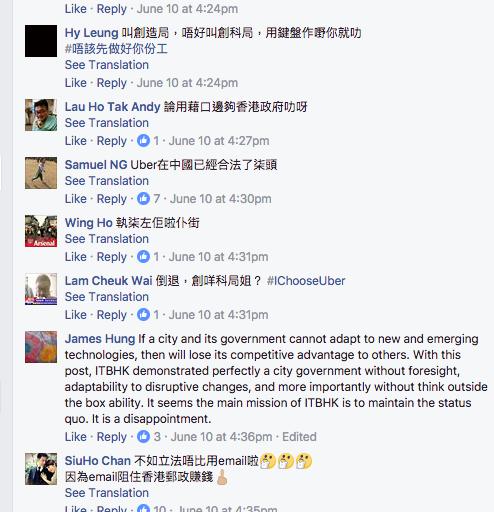 Like · Reply · June 10 at 4:24pm
Hy Leung 叫創造局，唔好叫創科局，用鍵盤作嘢你就叻
#唔該先做好你份工
See Translation
Like · Reply · June 10 at 4:24pm
Lau Ho Tak Andy 論用藉口邊夠香港政府叻呀
See Translation
Like · Reply · 1 · June 10 at 4:27pm
Samuel NG Uber在中國已經合法了柒頭
See Translation
Like · Reply · 7 · June 10 at 4:30pm
Wing Ho 執柒左佢啦仆街
See Translation
Like · Reply · 1 · June 10 at 4:31pm
Arsenal
Lam Cheuk Wai 倒退，創咩科局姐？ #IChooseUber
See Translation
Like · Reply · 1 · June 10 at 4:31pm
James Hung If a city and its government cannot adapt to new and emerging
technologies, then will lose its competitive advantage to others. With this
post, ITBHK demonstrated perfectly a city government without foresight,
adaptability to disruptive changes, and more importantly without think outside
the box ability. It seems the main mission of ITBHK is to maintain the status
quo. It is a disappointment.
Like · Reply · 3 · June 10 at 4:36pm · Edited
SiuHo Chan 不如立法唔比用email啦🤔🤔🤔
因為email阻住香港郵政賺錢🖕🏼
See Translation
Like · Reply · 10 · June 10 at 4:35pm